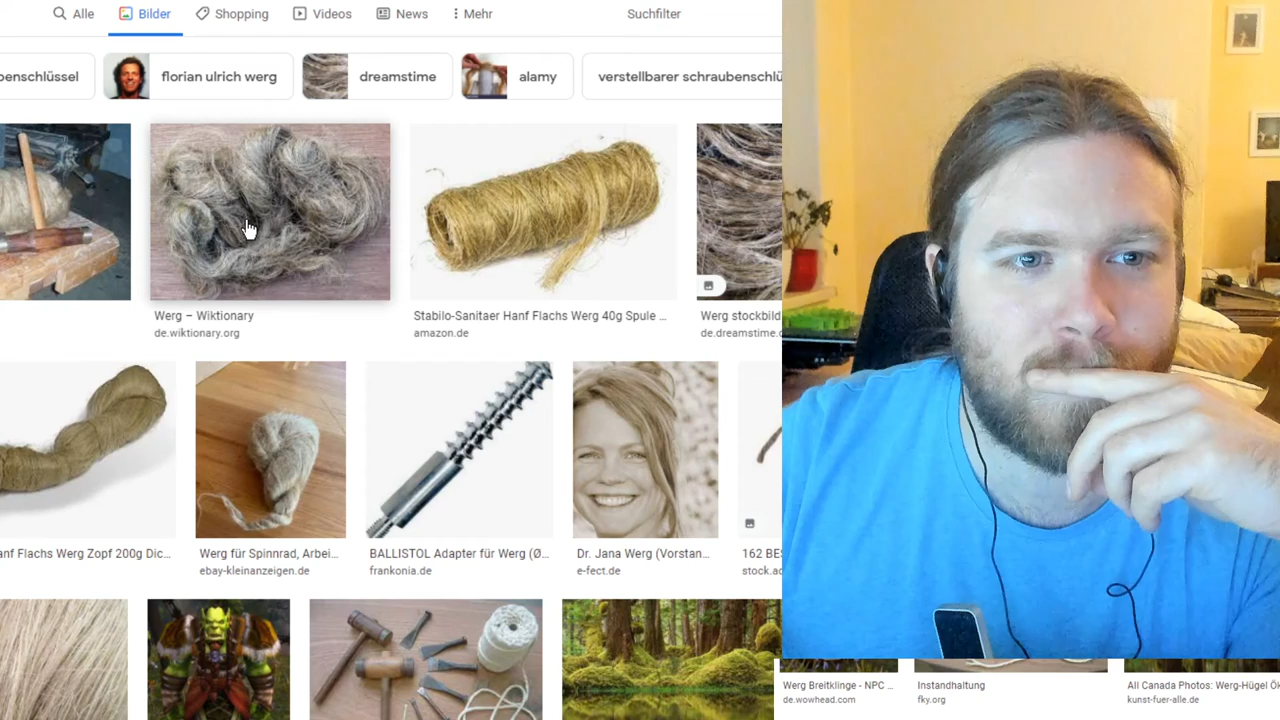 Alle Bilder Shopping Videos News Mehr Suchfilter
benschlüssel florian ulrich werg dreamstime alamy verstellbarer schraubenschlü
Werg – Wiktionary
de.wiktionary.org
Stabilo-Sanitaer Hanf Flachs Werg 40g Spule ...
amazon.de
Werg stockbild
de.dreamstime.c
anf Flachs Werg Zopf 200g Dic...
Werg für Spinnrad, Arbei...
ebay-kleinanzeigen.de
BALLISTOL Adapter für Werg (Ø...
frankonia.de
Dr. Jana Werg (Vorstan...
e-fect.de
162 BES
stock.ad
Werg Breitklinge - NPC ...
de.wowhead.com
Instandhaltung
fky.org
All Canada Photos: Werg-Hügel Ök
kunst-fuer-alle.de